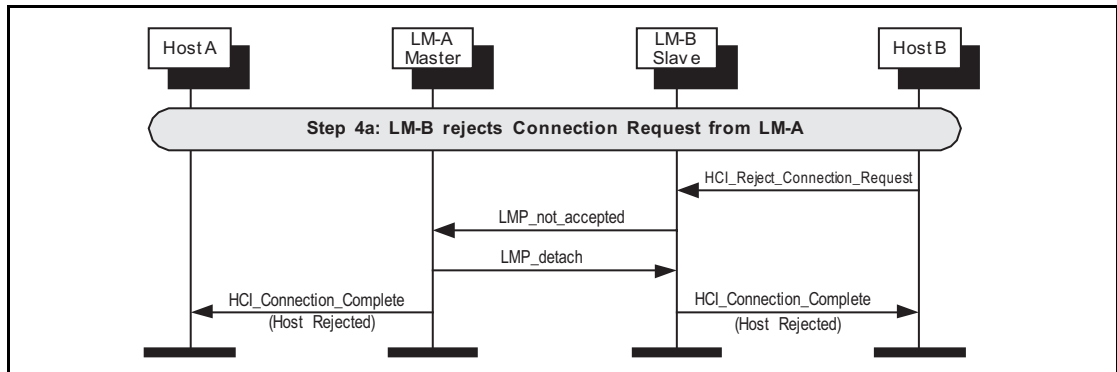 Host A
LM-A
Master
LM-B
Slave
Host B
Step 4a: LM-B rejects Connection Request from LM-A
HCI_Reject_Connection_Request
LMP_not_accepted
LMP_detach
HCI_Connection_Complete
(Host Rejected)
HCI_Connection_Complete
(Host Rejected)